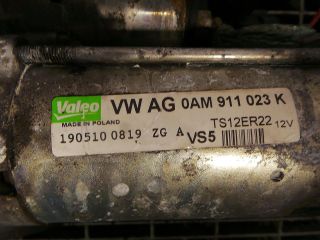 Valeo VW AG 0AM 911 023 K
MADE IN POLAND
TS12ER22 12V
190510 0819 ZG A VS5